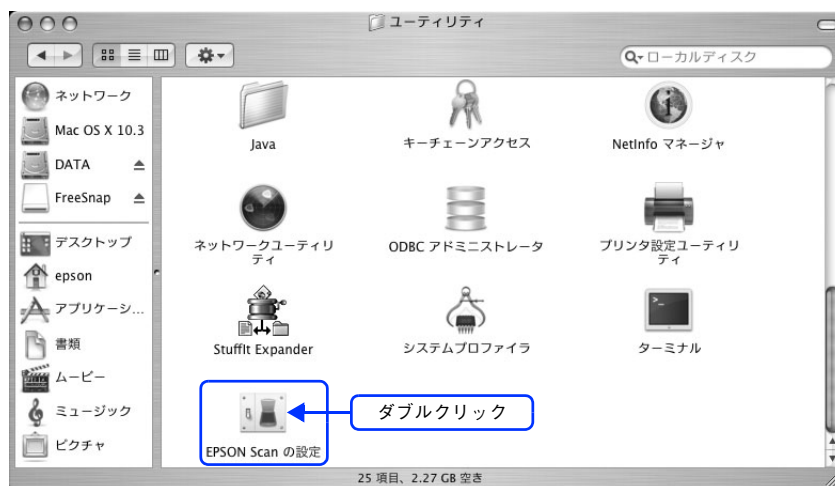 ユーティリティ
ローカルディスク
ネットワーク
Mac OS X 10.3
DATA
FreeSnap
デスクトップ
epson
アプリケーシ...
書類
ムービー
ミュージック
ピクチャ
Java
キーチェーンアクセス
NetInfo マネージャ
ネットワークユーティリ
ティ
ODBC アドミニストレータ
プリンタ設定ユーティリ
ティ
StuffIt Expander
システムプロファイラ
ターミナル
EPSON Scan の設定
ダブルクリック
25 項目、2.27 GB 空き